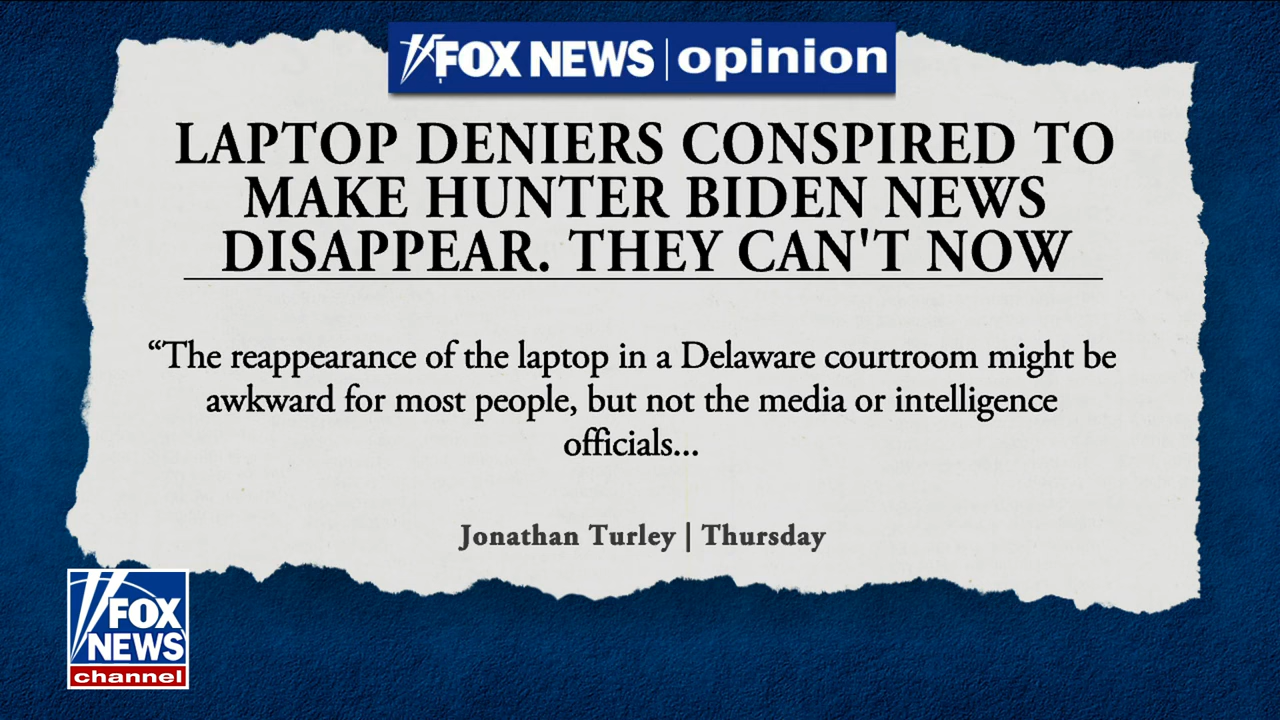 FOX NEWS | opinion
LAPTOP DENIERS CONSPIRED TO
MAKE HUNTER BIDEN NEWS
DISAPPEAR. THEY CAN'T NOW
“The reappearance of the laptop in a Delaware courtroom might be
awkward for most people, but not the media or intelligence
officials...
Jonathan Turley | Thursday
FOX
NEWS
channel